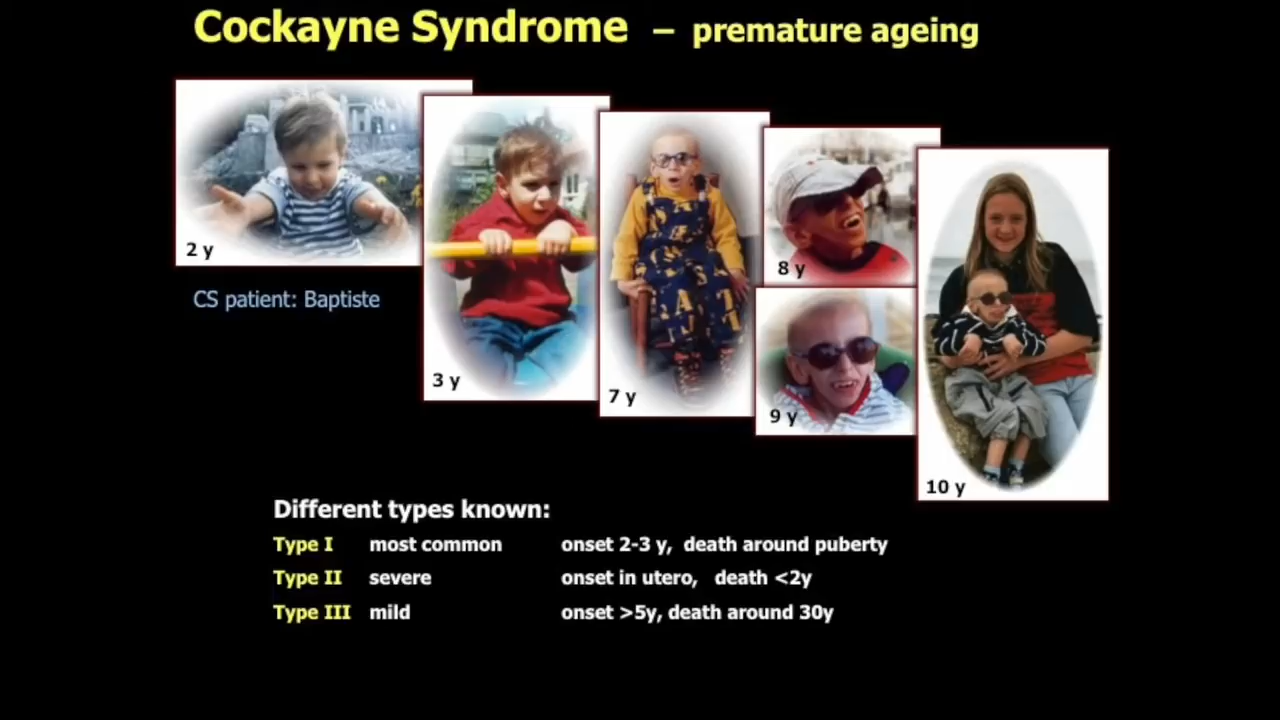 Cockayne Syndrome – premature ageing
2 y
CS patient: Baptiste
3 y
7 y
8 y
9 y
10 y
Different types known:
Type I most common onset 2-3 y, death around puberty
Type II severe onset in utero, death <2y
Type III mild onset >5y, death around 30y